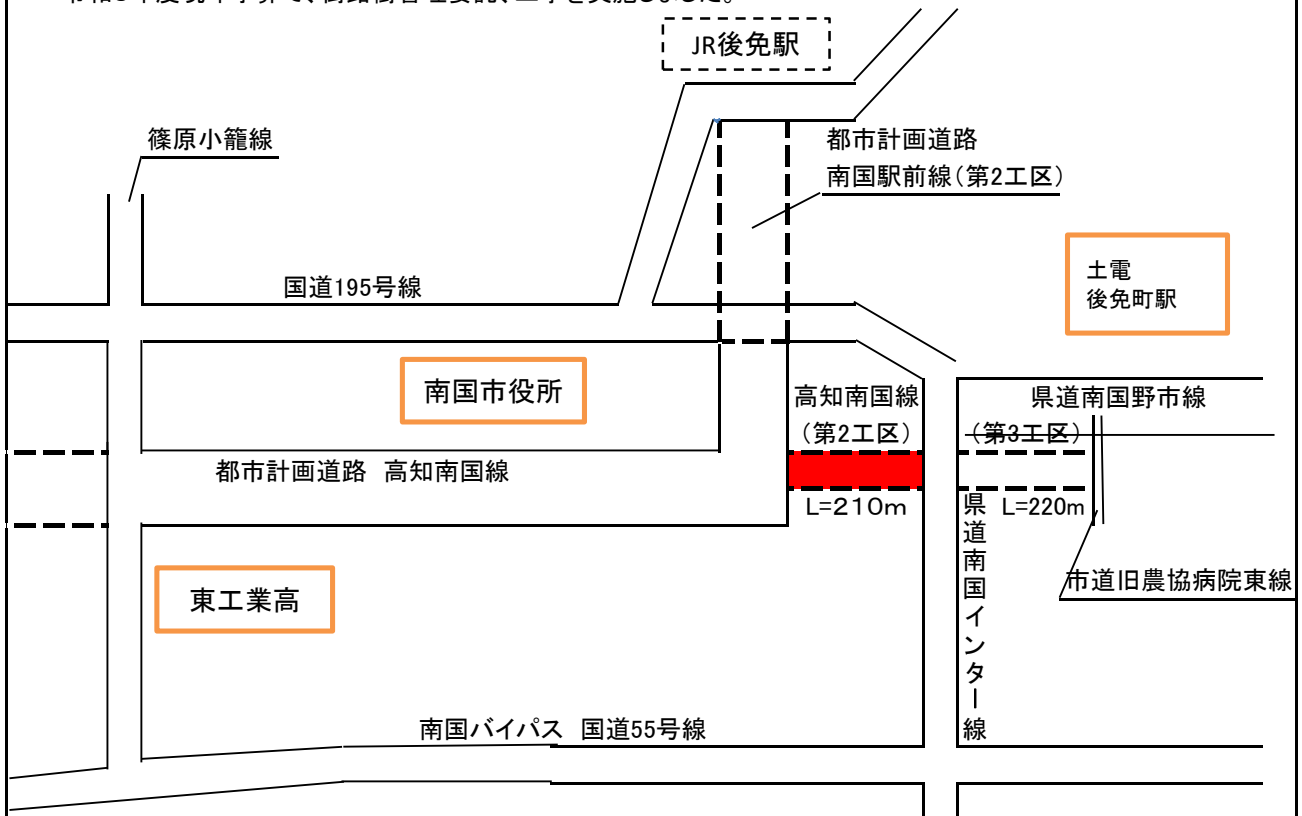 JR後免駅
篠原小籠線
都市計画道路
南国駅前線(第2工区)
国道195号線
土電
後免町駅
南国市役所
高知南国線
(第2工区)
県道南国野市線
(第3工区)
都市計画道路 高知南国線
L=210m
L=220m
県道南国インター線
市道旧農協病院東線
東工業高
南国バイパス 国道55号線